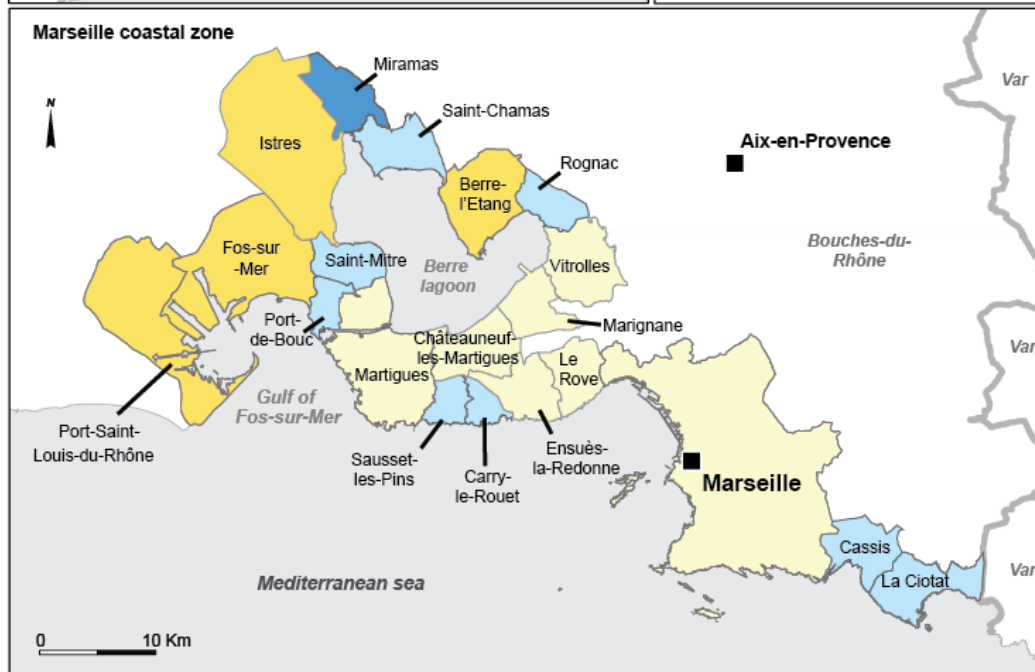 Marseille coastal zone
Miramas
Var
N
Saint-Chamas
Istres
Aix-en-Provence
Rognac
Berre-
l'Etang
Fos-sur
-Mer
Saint-Mitre
Bouches-du-
Rhône
Berre
lagoon
Vitrolles
Port-
de-Bouc
Marignane
Châteauneuf-
les-Martigues
Var
Le
Rove
Martigues
Gulf of
Fos-sur-Mer
Port-Saint-
Louis-du-Rhône
Sausset-
les-Pins
Carry-
le-Rouet
Ensuès-
la-Redonne
Marseille
Cassis
La Ciotat
Var
Mediterranean sea
0 10 Km